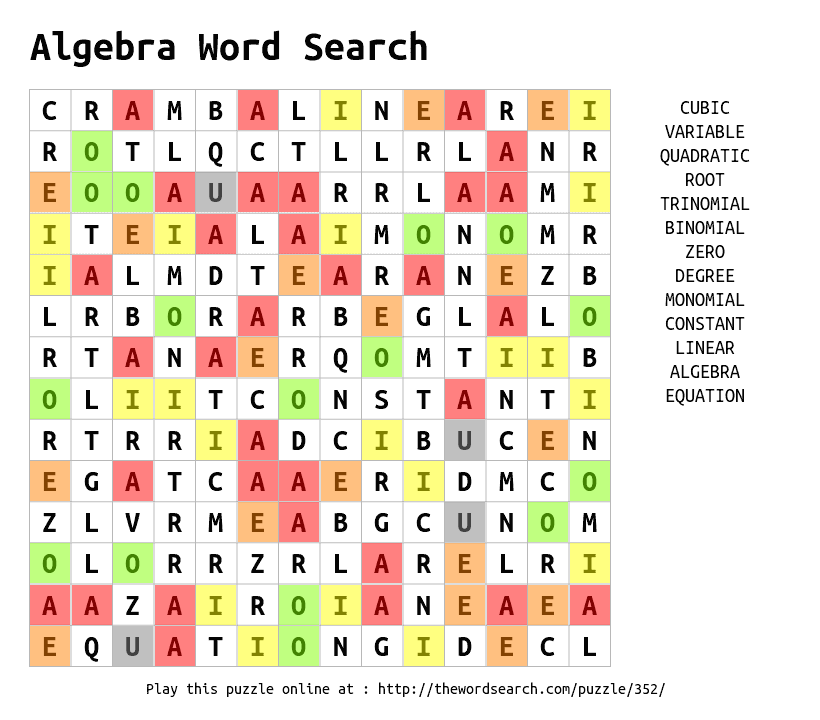 Algebra Word Search
C R A M B A L I N E A R E I
R O T L Q C T L L R L A N R
E O O A U A A R R L A A M I
I T E I A L A I M O N O M R
I A L M D T E A R A N E Z B
L R B O R A R B E G L A L O
R T A N A E R Q O M T I I B
O L I I T C O N S T A N T I
R T R R I A D C I B U C E N
E G A T C A A E R I D M C O
Z L V R M E A B G C U N O M
O L O R R Z R L A R E L R I
A A Z A I R O I A N E A E A
E Q U A T I O N G I D E C L
CUBIC
VARIABLE
QUADRATIC
ROOT
TRINOMIAL
BINOMIAL
ZERO
DEGREE
MONOMIAL
CONSTANT
LINEAR
ALGEBRA
EQUATION
Play this puzzle online at : http://thewordsearch.com/puzzle/352/